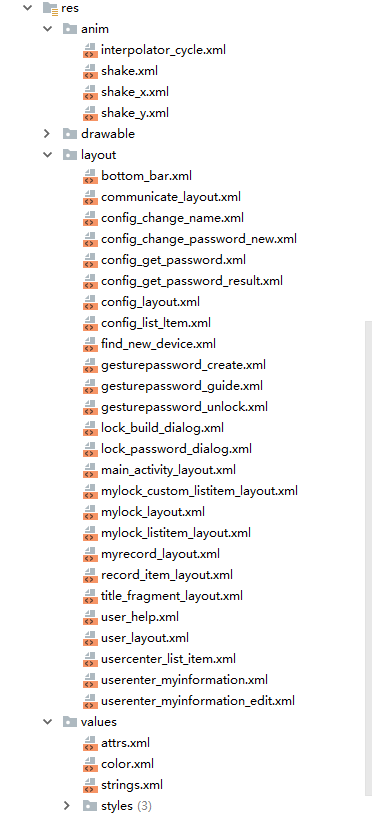 res
anim
interpolator_cycle.xml
shake.xml
shake_x.xml
shake_y.xml
drawable
layout
bottom_bar.xml
communicate_layout.xml
config_change_name.xml
config_change_password_new.xml
config_get_password.xml
config_get_password_result.xml
config_layout.xml
config_list_ltem.xml
find_new_device.xml
gesturepassword_create.xml
gesturepassword_guide.xml
gesturepassword_unlock.xml
lock_build_dialog.xml
lock_password_dialog.xml
main_activity_layout.xml
mylock_custom_listitem_layout.xml
mylock_layout.xml
mylock_listitem_layout.xml
myrecord_layout.xml
record_item_layout.xml
title_fragment_layout.xml
user_help.xml
user_layout.xml
usercenter_list_item.xml
userenter_myinformation.xml
userenter_myinformation_edit.xml
values
attrs.xml
color.xml
strings.xml
styles (3)